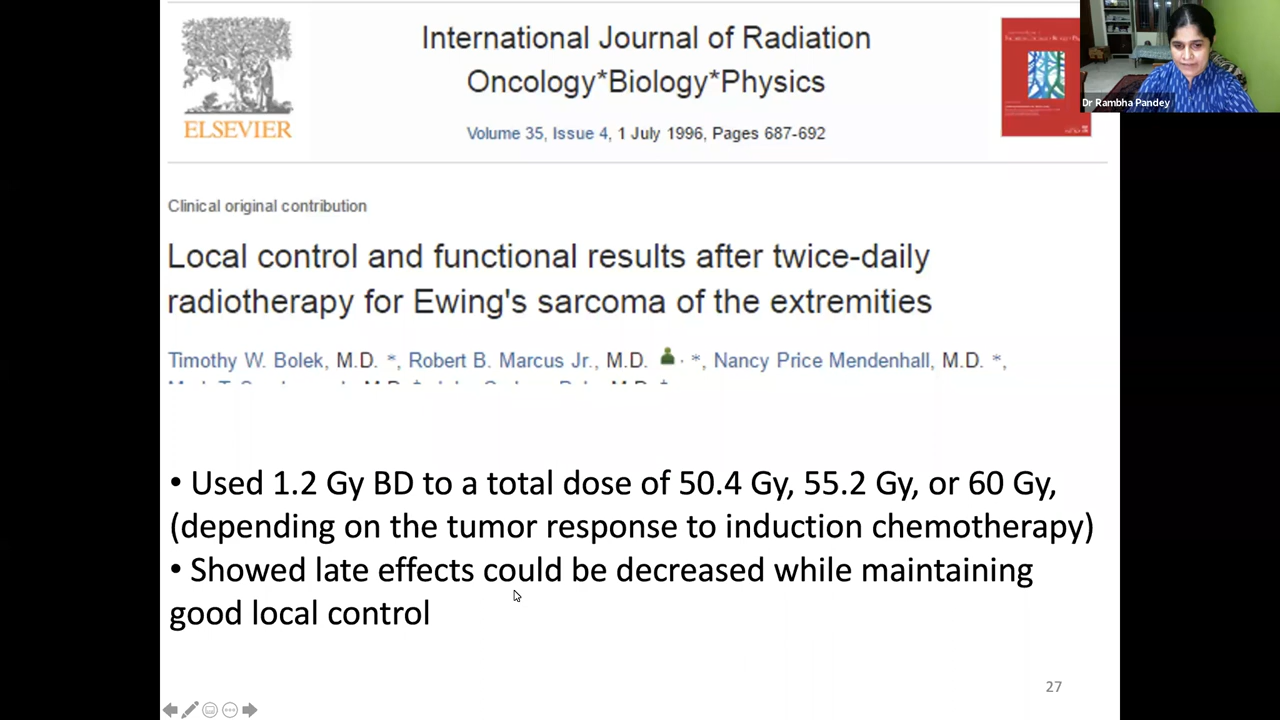 International Journal of Radiation
Oncology*Biology*Physics
ELSEVIER
Volume 35, Issue 4, 1 July 1996, Pages 687-692
Dr Rambha Pandey
Clinical original contribution
Local control and functional results after twice-daily
radiotherapy for Ewing's sarcoma of the extremities
Timothy W. Bolek, M.D. *, Robert B. Marcus Jr., M.D. · *, Nancy Price Mendenhall, M.D. *,
• Used 1.2 Gy BD to a total dose of 50.4 Gy, 55.2 Gy, or 60 Gy,
(depending on the tumor response to induction chemotherapy)
• Showed late effects could be decreased while maintaining
good local control
27